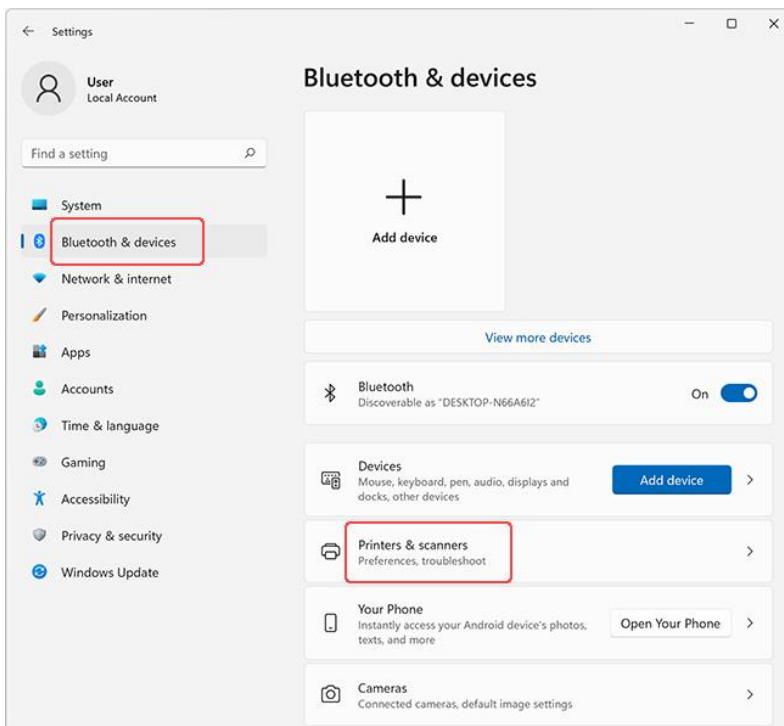 Settings
User
Local Account
Find a setting
System
Bluetooth & devices
Network & internet
Personalization
Apps
Accounts
Time & language
Gaming
Accessibility
Privacy & security
Windows Update
Bluetooth & devices
Add device
View more devices
Bluetooth
Discoverable as "DESKTOP-N66A6I2"
On
Devices
Mouse, keyboard, pen, audio, displays and
docks, other devices
Add device
Printers & scanners
Preferences, troubleshoot
Your Phone
Instantly access your Android device's photos,
texts, and more
Open Your Phone
Cameras
Connected cameras, default image settings